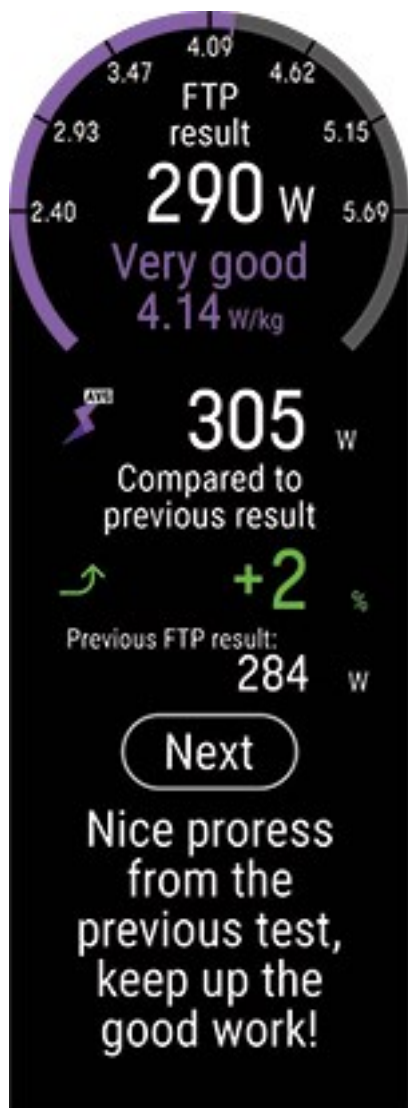 4.09
3.47 4.62
FTP
2.93 result 5.15
290 W
2.40 5.69
Very good
4.14 W/kg
AVG
305 W
Compared to
previous result
+2 %
Previous FTP result:
284 W
Next
Nice proress
from the
previous test,
keep up the
good work!